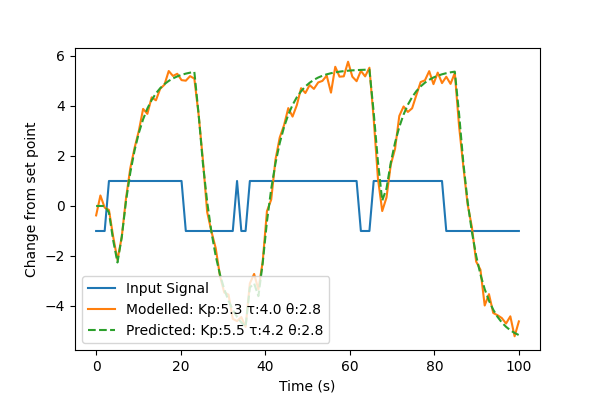 6
4
2
0
−2
−4
Change from set point
Input Signal
Modelled: Kp:5.3 τ:4.0 θ:2.8
Predicted: Kp:5.5 τ:4.2 θ:2.8
0 20 40 60 80 100
Time (s)